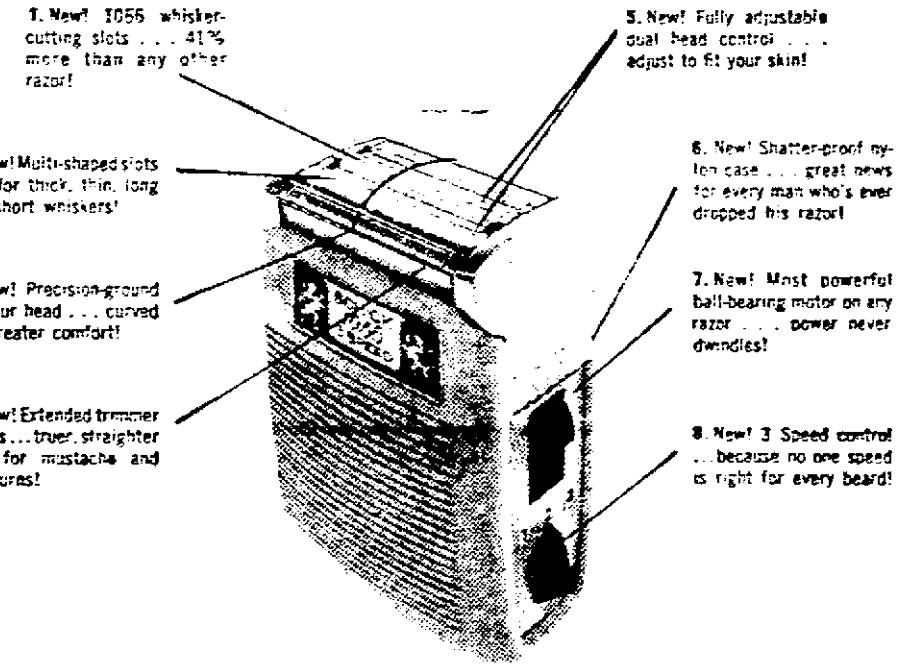 1. New! 1056 whisker-
cutting slots . . . 41%
more than any other
razor!
w! Multi-shaped slots
for thick, thin, long
short whiskers!
w! Precision-ground
ur head . . . curved
reater comfort!
w! Extended trimmer
s . . . truer, straighter
for mustache and
urns!
5. New! Fully adjustable
dual head control . . .
adjust to fit your skin!
6. New! Shatter-proof ny-
lon case . . . great news
for every man who's ever
dropped his razor!
7. New! Most powerful
ball-bearing motor on any
razor . . . power never
dwindles!
8. New! 3 Speed control
. . . because no one speed
is right for every beard!